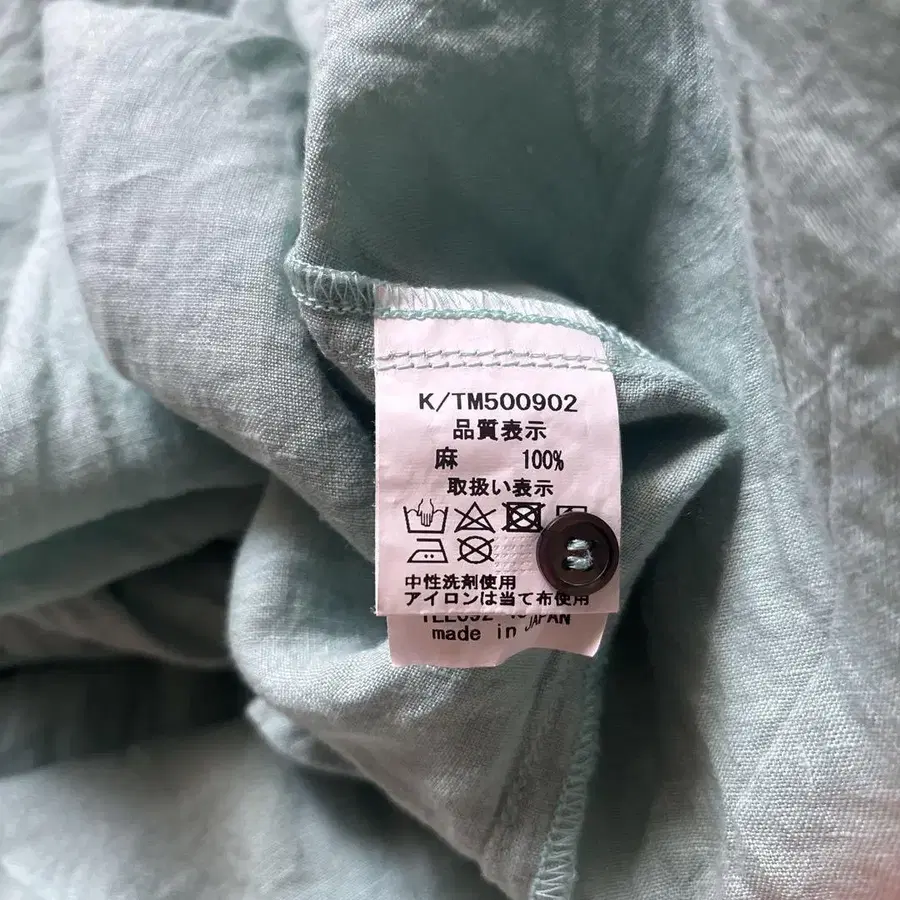 K/TM500902
品質表示
麻 100%
取扱い表示
中性洗剤使用
アイロンは当て布使用
made in JAPAN